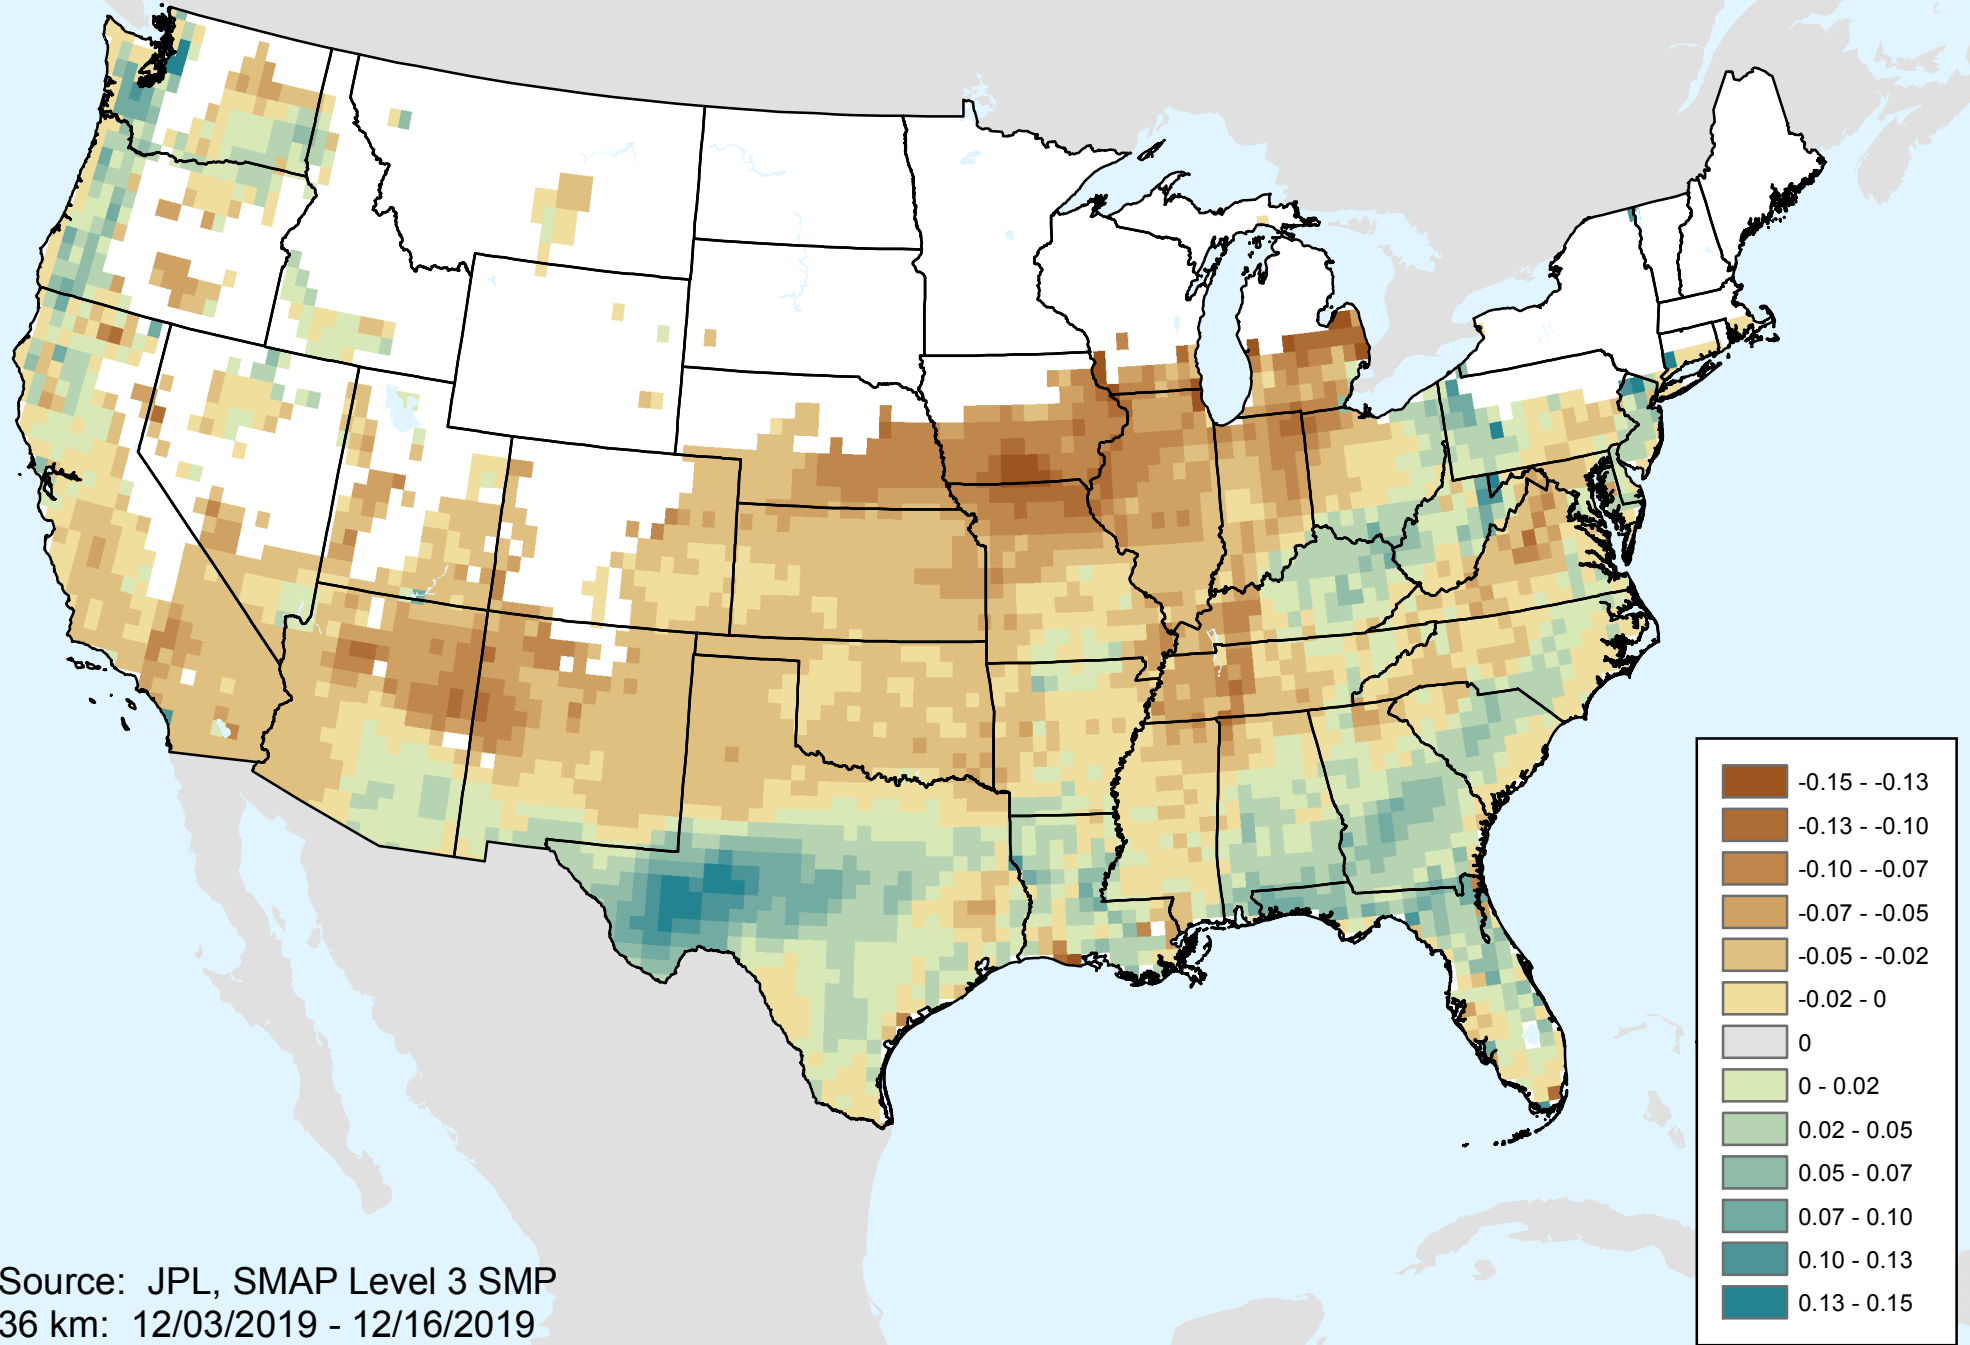 -0.15 - -0.13
-0.13 - -0.10
-0.10 - -0.07
-0.07 - -0.05
-0.05 - -0.02
-0.02 - 0
0
0 - 0.02
0.02 - 0.05
0.05 - 0.07
0.07 - 0.10
0.10 - 0.13
0.13 - 0.15
Source: JPL, SMAP Level 3 SMP
36 km: 12/03/2019 - 12/16/2019